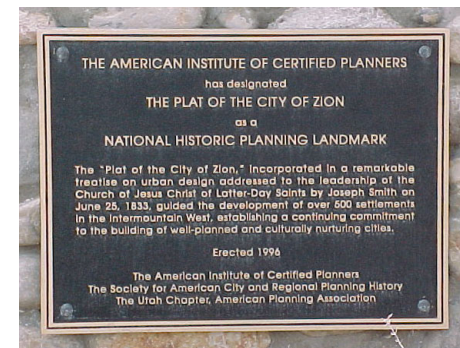 THE AMERICAN INSTITUTE OF CERTIFIED PLANNERS
has designated
THE PLAT OF THE CITY OF ZION
as a
NATIONAL HISTORIC PLANNING LANDMARK
The "Plat of the City of Zion," incorporated in a remarkable
treatise on urban design addressed to the leadership of the
Church of Jesus Christ of Latter-Day Saints by Joseph Smith on
June 25, 1833, guided the development of over 500 settlements
in the Intermountain West, establishing a continuing commitment
to the building of well-planned and culturally nurturing cities.
Erected 1996
The American Institute of Certified Planners
The Society for American City and Regional Planning History
The Utah Chapter, American Planning Association